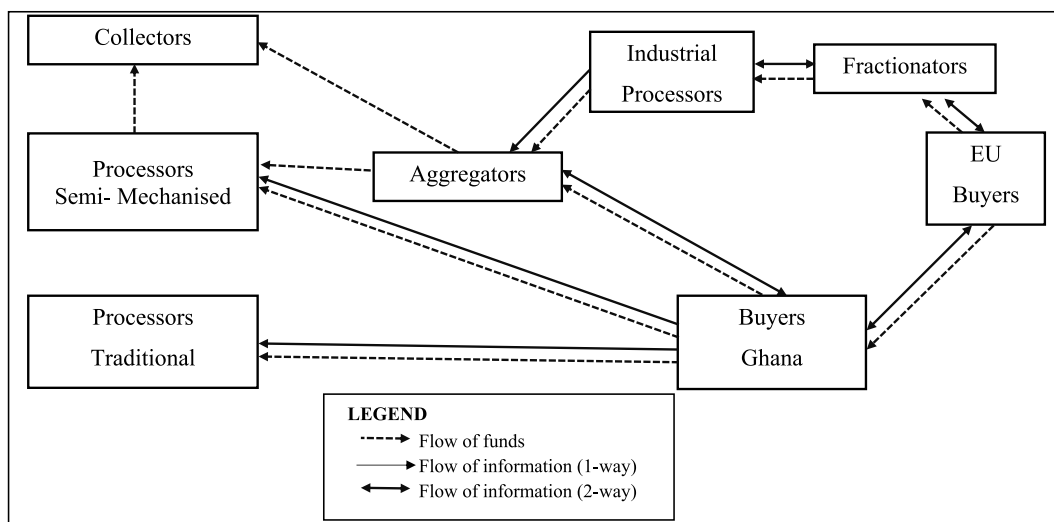 Collectors
Industrial
Processors
Fractionators
Processors
Semi- Mechanised
Aggregators
EU
Buyers
Processors
Traditional
Buyers
Ghana
LEGEND
Flow of funds
Flow of information (1-way)
Flow of information (2-way)